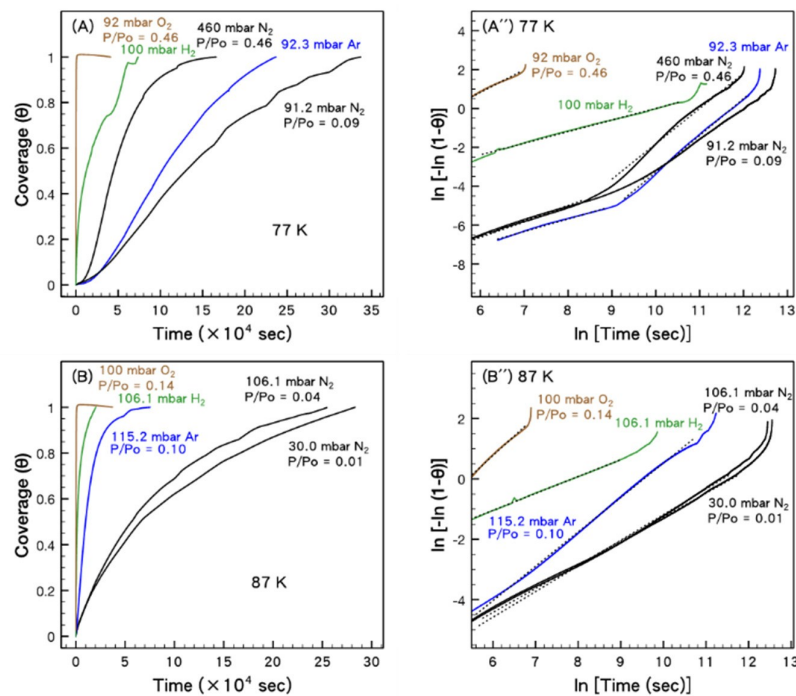 (A)
92 mbar O₂
P/Po = 0.46
100 mbar H₂
460 mbar N₂
P/Po = 0.46
92.3 mbar Ar
91.2 mbar N₂
P/Po = 0.09
77 K
Coverage (θ)
1
0.8
0.6
0.4
0.2
0
0 5 10 15 20 25 30 35
Time (×10⁴ sec)
(A′′) 77 K
92 mbar O₂
P/Po = 0.46
100 mbar H₂
460 mbar N₂
P/Po = 0.46
92.3 mbar Ar
91.2 mbar N₂
P/Po = 0.09
ln [-ln (1-θ)]
4
2
0
-2
-4
-6
-8
6 7 8 9 10 11 12 13
ln [Time (sec)]
(B)
100 mbar O₂
P/Po = 0.14
106.1 mbar H₂
115.2 mbar Ar
P/Po = 0.10
106.1 mbar N₂
P/Po = 0.04
30.0 mbar N₂
P/Po = 0.01
87 K
Coverage (θ)
1
0.8
0.6
0.4
0.2
0
0 5 10 15 20 25 30
Time (×10⁴ sec)
(B′′) 87 K
100 mbar O₂
P/Po = 0.14
106.1 mbar H₂
106.1 mbar N₂
P/Po = 0.04
115.2 mbar Ar
P/Po = 0.10
30.0 mbar N₂
P/Po = 0.01
ln [-ln (1-θ)]
2
0
-2
-4
6 7 8 9 10 11 12 13
ln [Time (sec)]